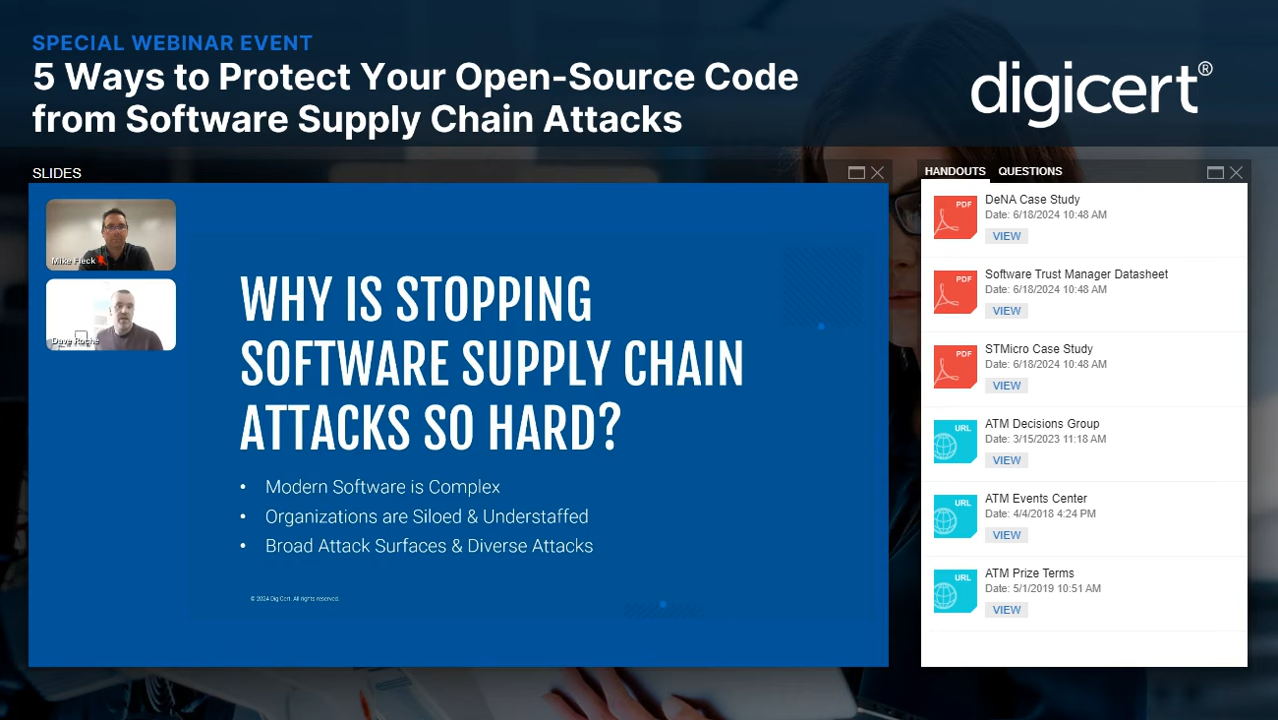 SPECIAL WEBINAR EVENT
5 Ways to Protect Your Open-Source Code
from Software Supply Chain Attacks
digicert®
SLIDES
Mike Fleck
Dave Roche
WHY IS STOPPING
SOFTWARE SUPPLY CHAIN
ATTACKS SO HARD?
• Modern Software is Complex
• Organizations are Siloed & Understaffed
• Broad Attack Surfaces & Diverse Attacks
© 2024 DigiCert. All rights reserved.
HANDOUTS QUESTIONS
PDF
DeNA Case Study
Date: 6/18/2024 10:48 AM
VIEW
PDF
Software Trust Manager Datasheet
Date: 6/18/2024 10:48 AM
VIEW
PDF
STMicro Case Study
Date: 6/18/2024 10:48 AM
VIEW
URL
ATM Decisions Group
Date: 3/15/2023 11:18 AM
VIEW
URL
ATM Events Center
Date: 4/4/2018 4:24 PM
VIEW
URL
ATM Prize Terms
Date: 5/1/2019 10:51 AM
VIEW